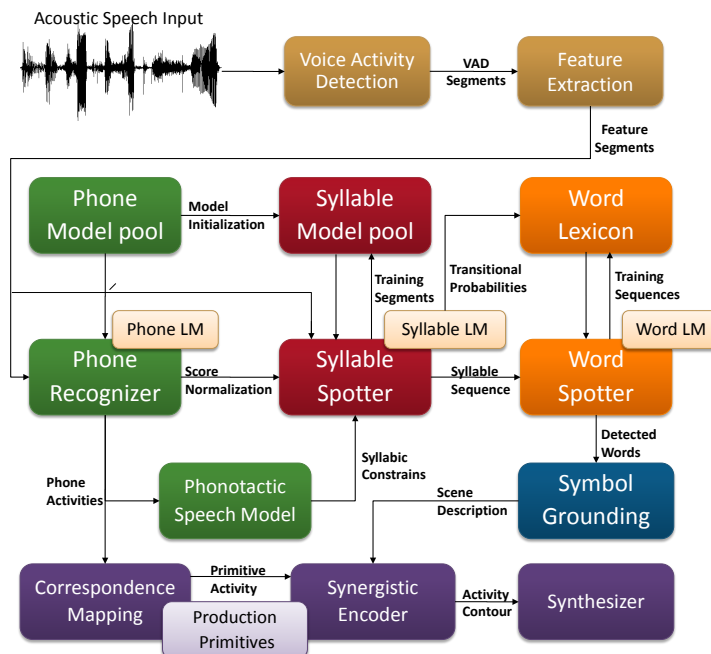 Acoustic Speech Input
Voice Activity
Detection
VAD
Segments
Feature
Extraction
Feature
Segments
Phone
Model pool
Model
Initialization
Syllable
Model pool
Word
Lexicon
Training
Segments
Transitional
Probabilities
Training
Sequences
Phone LM
Syllable LM
Word LM
Phone
Recognizer
Score
Normalization
Syllable
Spotter
Syllable
Sequence
Word
Spotter
Detected
Words
Phone
Activities
Phonotactic
Speech Model
Syllabic
Constrains
Scene
Description
Symbol
Grounding
Correspondence
Mapping
Primitive
Activity
Production
Primitives
Synergistic
Encoder
Activity
Contour
Synthesizer